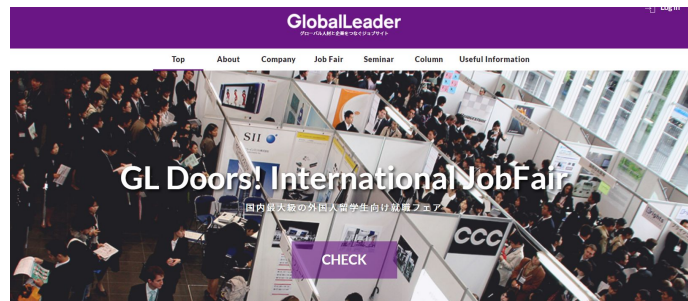 Log in
GlobalLeader
グローバル人材と企業をつなぐジョブサイト
Top About Company Job Fair Seminar Column Useful Information
SII
GL Doors! International JobFair
国内最大級の外国人留学生向け就職フェア
CCC
CHECK